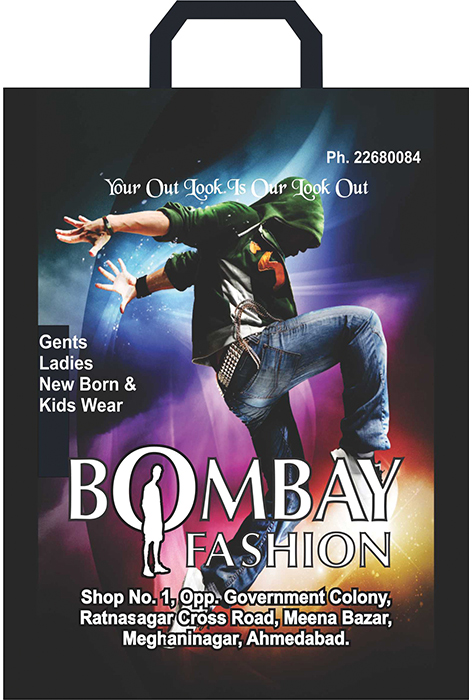 Ph. 22680084
Your Out Look. Is Our Look Out
Gents
Ladies
New Born &
Kids Wear
BOMBAY
FASHION
Shop No. 1, Opp. Government Colony,
Ratnasagar Cross Road, Meena Bazar,
Meghaninagar, Ahmedabad.